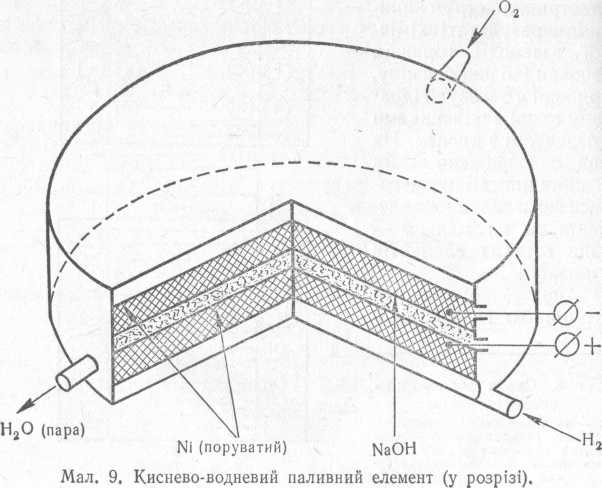 O₂
−
+
H₂O (пара)
Ni (поруватий)
NaOH
H₂
Мал. 9. Киснево-водневий паливний елемент (у розрізі).